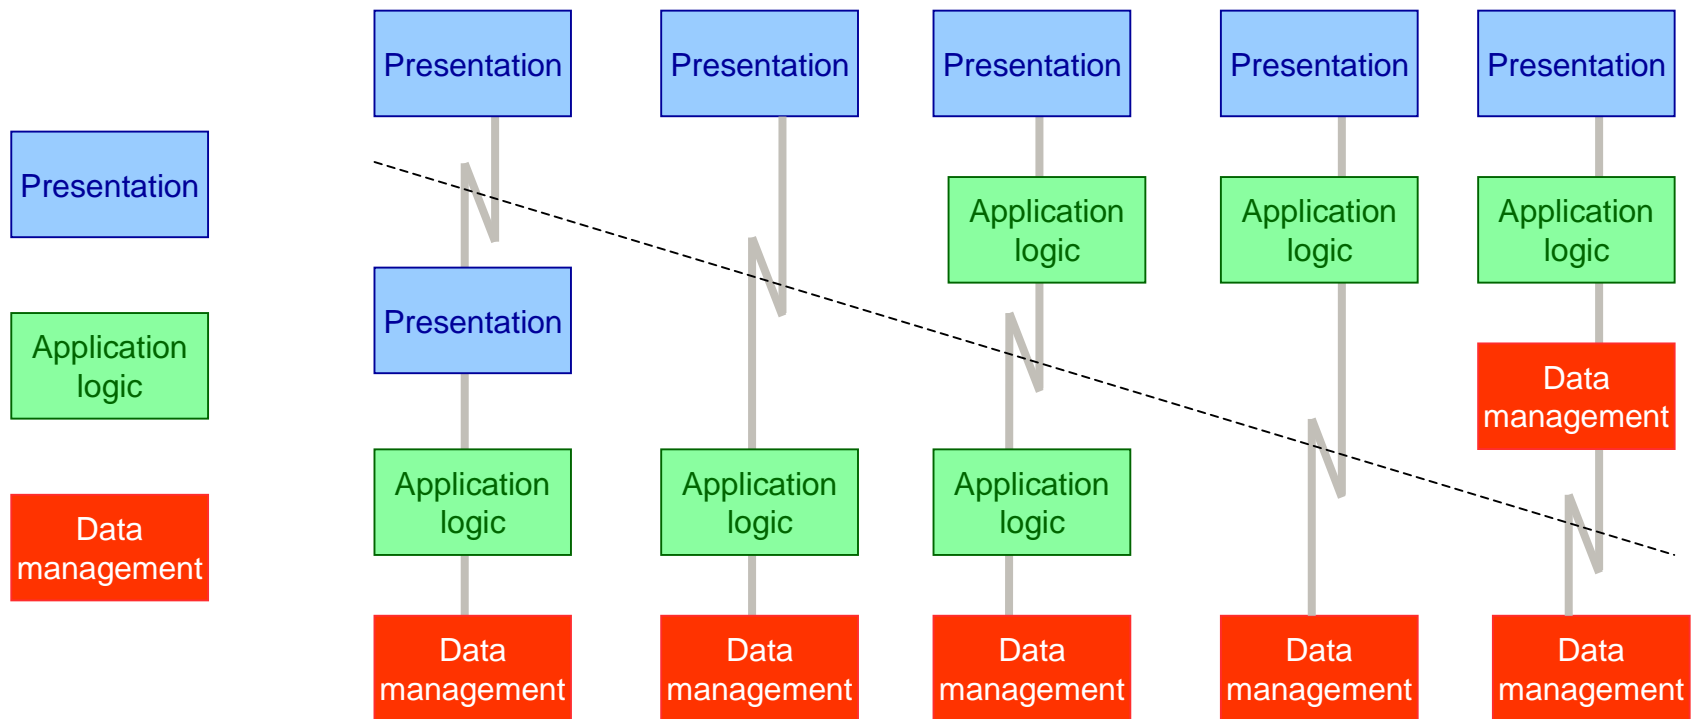 Presentation
Application
logic
Data
management
Presentation
Presentation
Application
logic
Data
management
Presentation
Application
logic
Data
management
Presentation
Application
logic
Application
logic
Data
management
Presentation
Application
logic
Data
management
Presentation
Application
logic
Data
management
Data
management